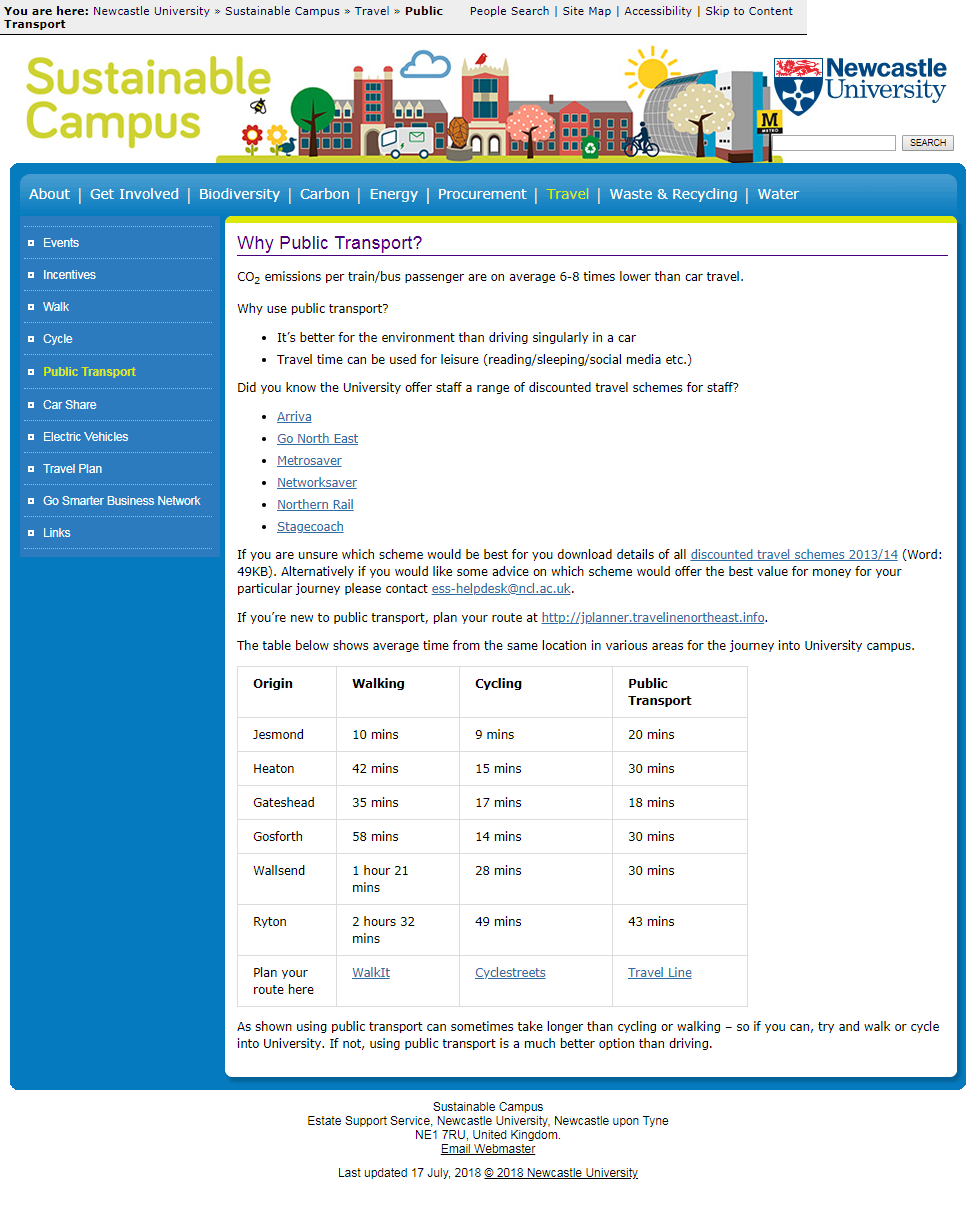 You are here: Newcastle University » Sustainable Campus » Travel » Public Transport
People Search | Site Map | Accessibility | Skip to Content
Sustainable
Campus
M
METRO
Newcastle
University
SEARCH
About | Get Involved | Biodiversity | Carbon | Energy | Procurement | Travel | Waste & Recycling | Water
Events
Incentives
Walk
Cycle
Public Transport
Car Share
Electric Vehicles
Travel Plan
Go Smarter Business Network
Links
Why Public Transport?
CO2 emissions per train/bus passenger are on average 6-8 times lower than car travel.
Why use public transport?
It's better for the environment than driving singularly in a car
Travel time can be used for leisure (reading/sleeping/social media etc.)
Did you know the University offer staff a range of discounted travel schemes for staff?
Arriva
Go North East
Metrosaver
Networksaver
Northern Rail
Stagecoach
If you are unsure which scheme would be best for you download details of all discounted travel schemes 2013/14 (Word:
49KB). Alternatively if you would like some advice on which scheme would offer the best value for money for your
particular journey please contact ess-helpdesk@ncl.ac.uk.
If you're new to public transport, plan your route at http://jplanner.travelinenortheast.info.
The table below shows average time from the same location in various areas for the journey into University campus.
Origin Walking Cycling Public Transport
Jesmond 10 mins 9 mins 20 mins
Heaton 42 mins 15 mins 30 mins
Gateshead 35 mins 17 mins 18 mins
Gosforth 58 mins 14 mins 30 mins
Wallsend 1 hour 21 mins 28 mins 30 mins
Ryton 2 hours 32 mins 49 mins 43 mins
Plan your route here WalkIt Cyclestreets Travel Line
As shown using public transport can sometimes take longer than cycling or walking – so if you can, try and walk or cycle
into University. If not, using public transport is a much better option than driving.
Sustainable Campus
Estate Support Service, Newcastle University, Newcastle upon Tyne
NE1 7RU, United Kingdom.
Email Webmaster
Last updated 17 July, 2018 © 2018 Newcastle University